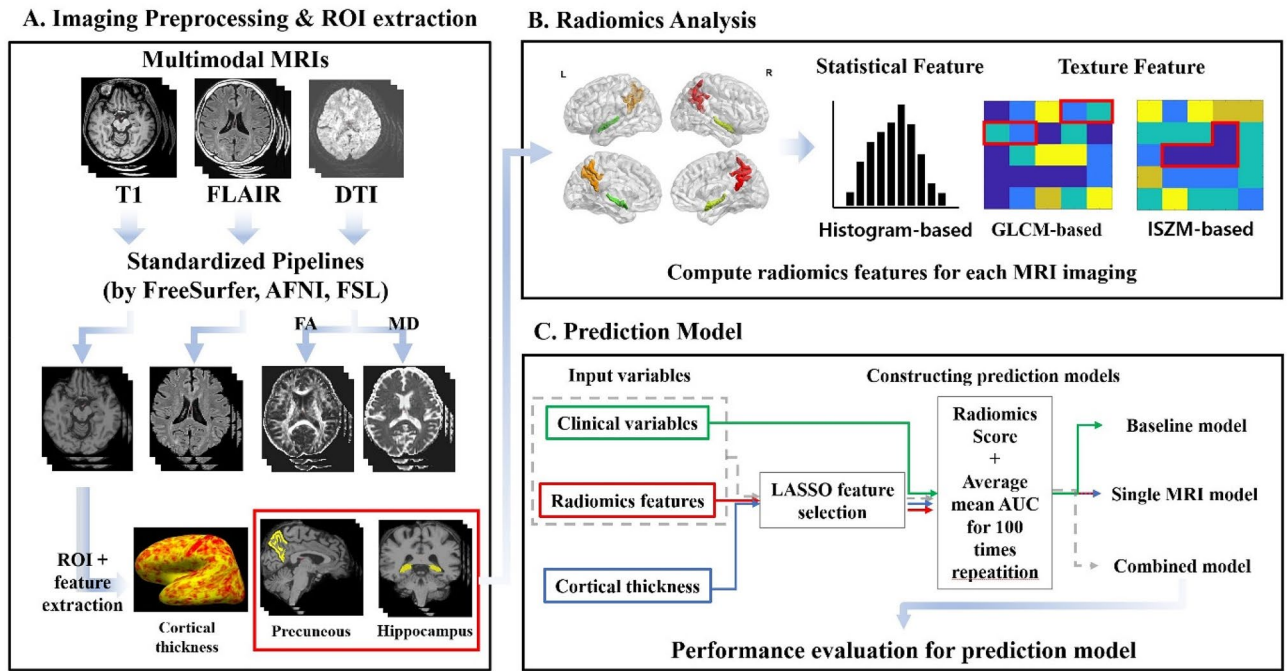 A. Imaging Preprocessing & ROI extraction
Multimodal MRIs
T1
FLAIR
DTI
Standardized Pipelines
(by FreeSurfer, AFNI, FSL)
FA
MD
ROI +
feature
extraction
Cortical
thickness
Precuneous
Hippocampus
B. Radiomics Analysis
L
R
Statistical Feature
Texture Feature
Histogram-based
GLCM-based
ISZM-based
Compute radiomics features for each MRI imaging
C. Prediction Model
Input variables
Constructing prediction models
Clinical variables
Radiomics features
Cortical thickness
LASSO feature
selection
Radiomics
Score
+
Average
mean AUC
for 100
times
repeatition
Baseline model
Single MRI model
Combined model
Performance evaluation for prediction model